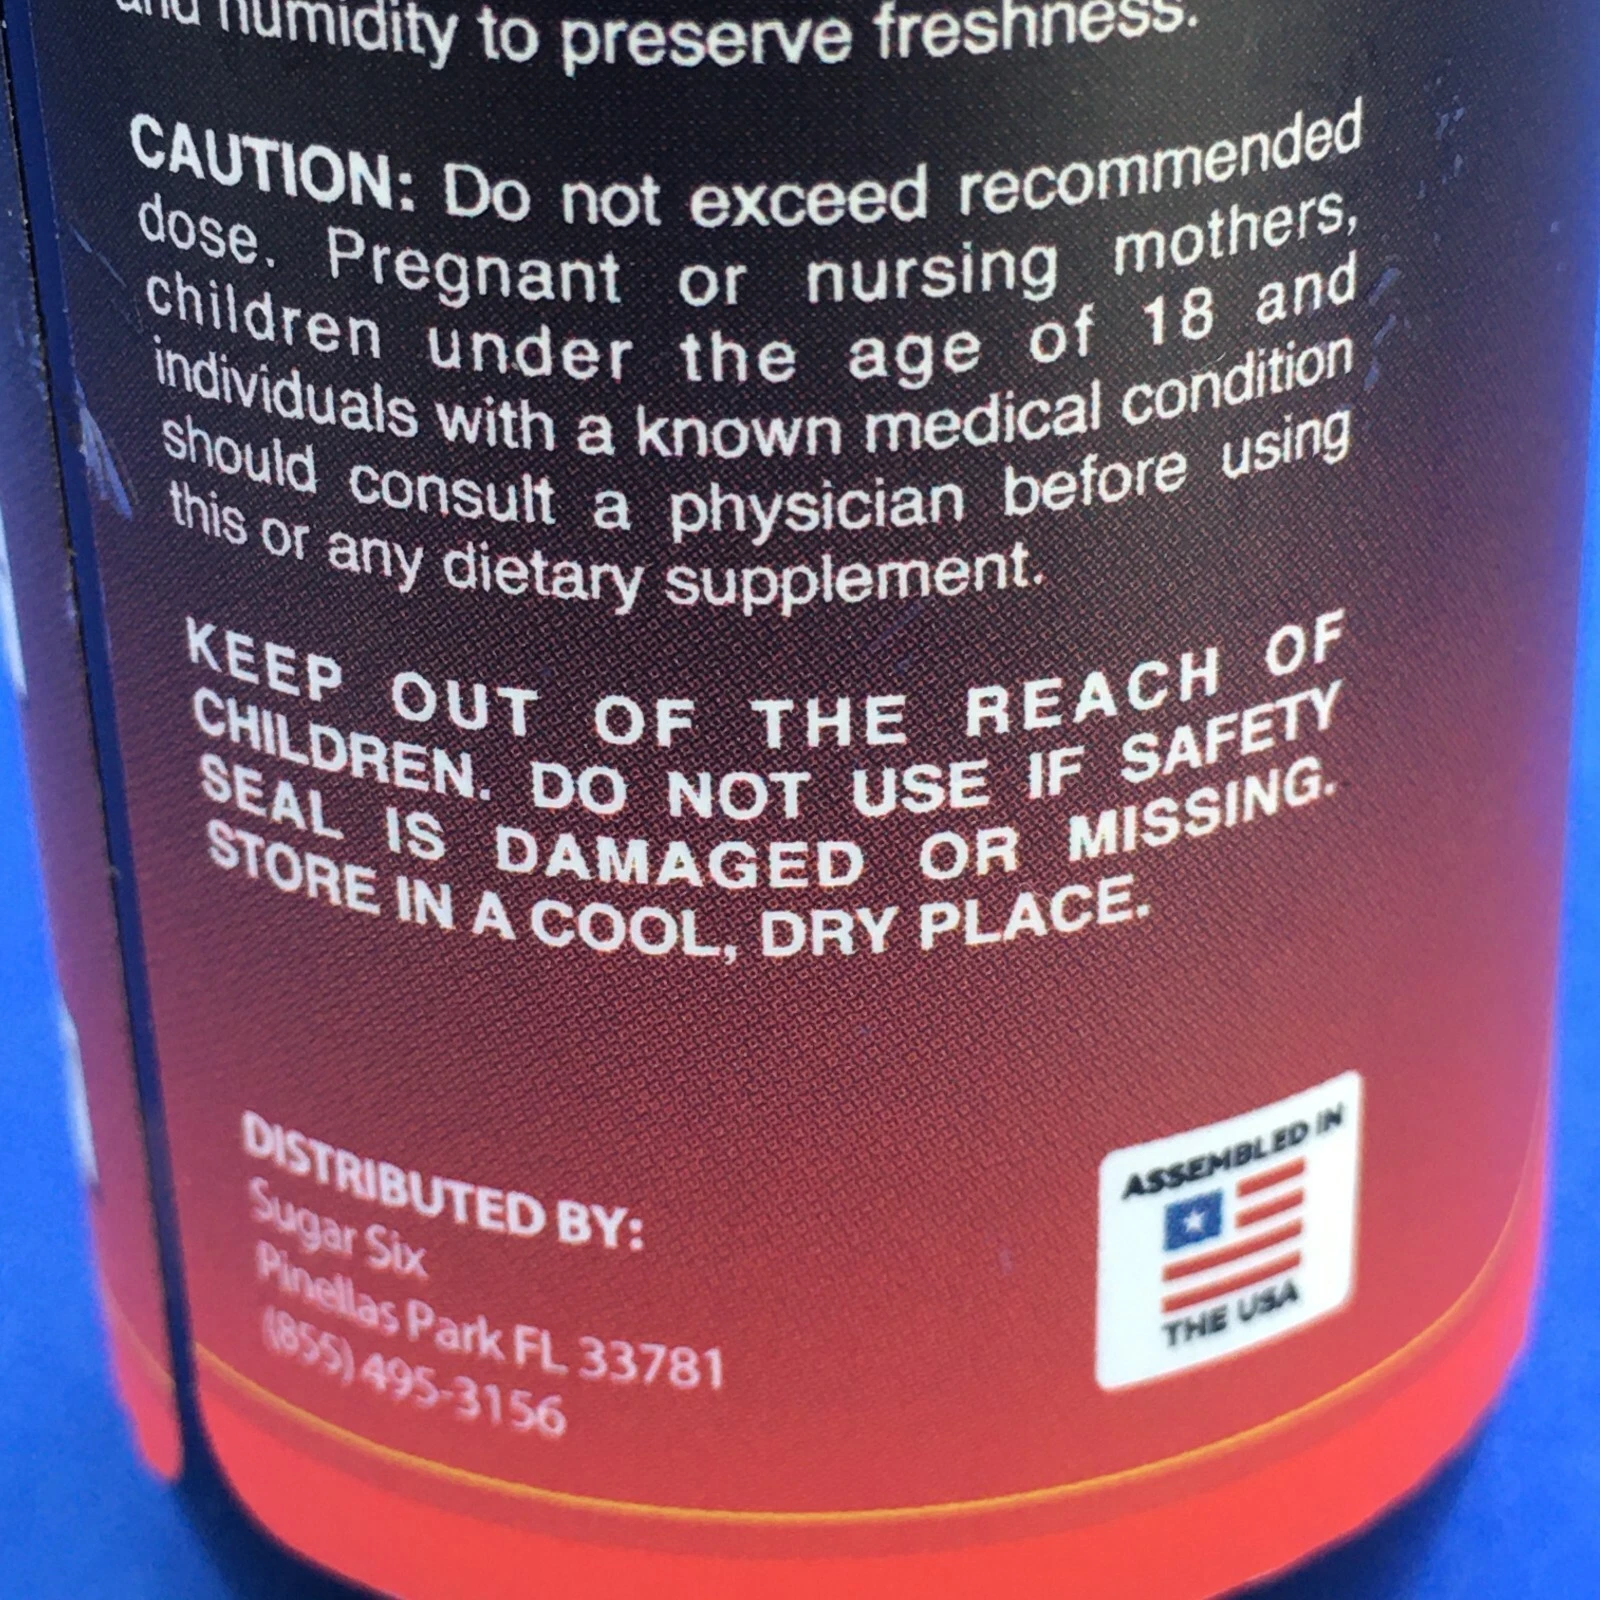 and humidity to preserve freshness.
CAUTION: Do not exceed recommended
dose. Pregnant or nursing mothers,
children under the age of 18 and
individuals with a known medical condition
should consult a physician before using
this or any dietary supplement.
KEEP OUT OF THE REACH OF
CHILDREN. DO NOT USE IF SAFETY
SEAL IS DAMAGED OR MISSING.
STORE IN A COOL, DRY PLACE.
DISTRIBUTED BY:
Sugar Six
Pinellas Park FL 33781
(855) 495-3156
ASSEMBLED IN
THE USA